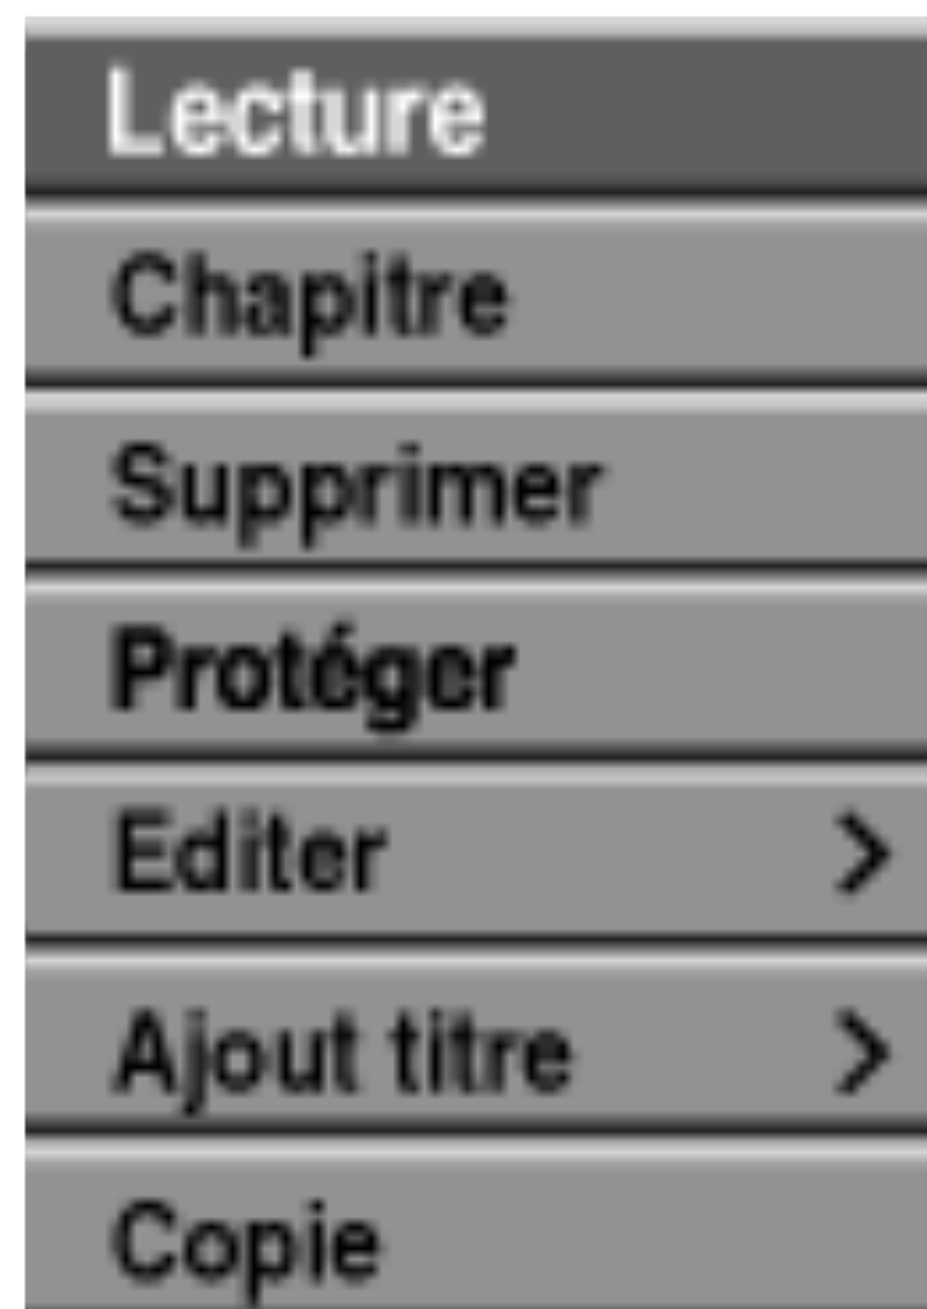 Lecture
Chapitre
Supprimer
Protéger
Editer >
Ajout titre >
Copie